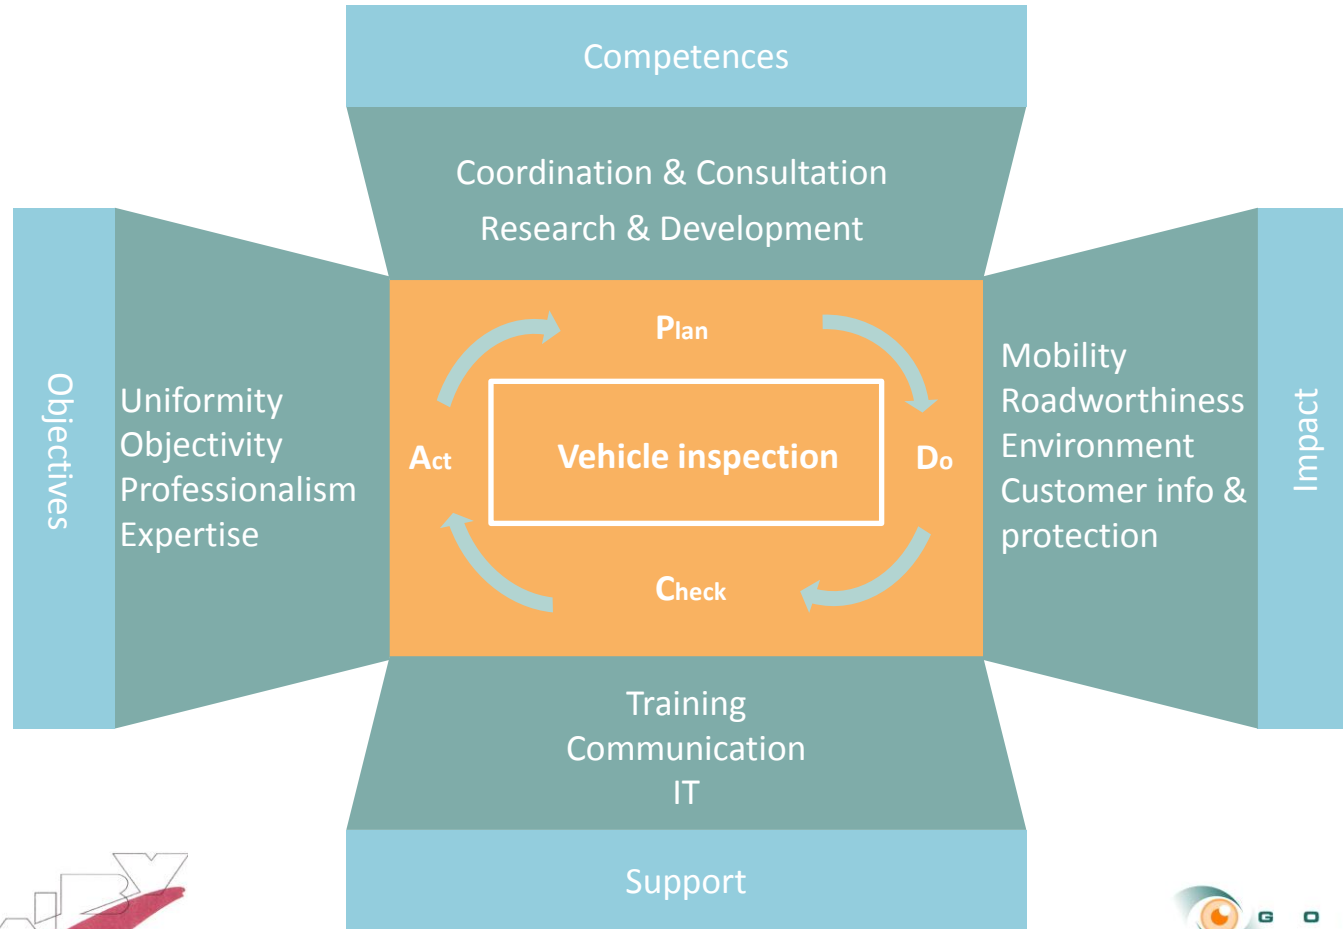 Competences
Coordination & Consultation
Research & Development
Objectives
Uniformity
Objectivity
Professionalism
Expertise
Plan
Act
Vehicle inspection
Do
Check
Mobility
Roadworthiness
Environment
Customer info &
protection
Impact
Training
Communication
IT
Support
G O